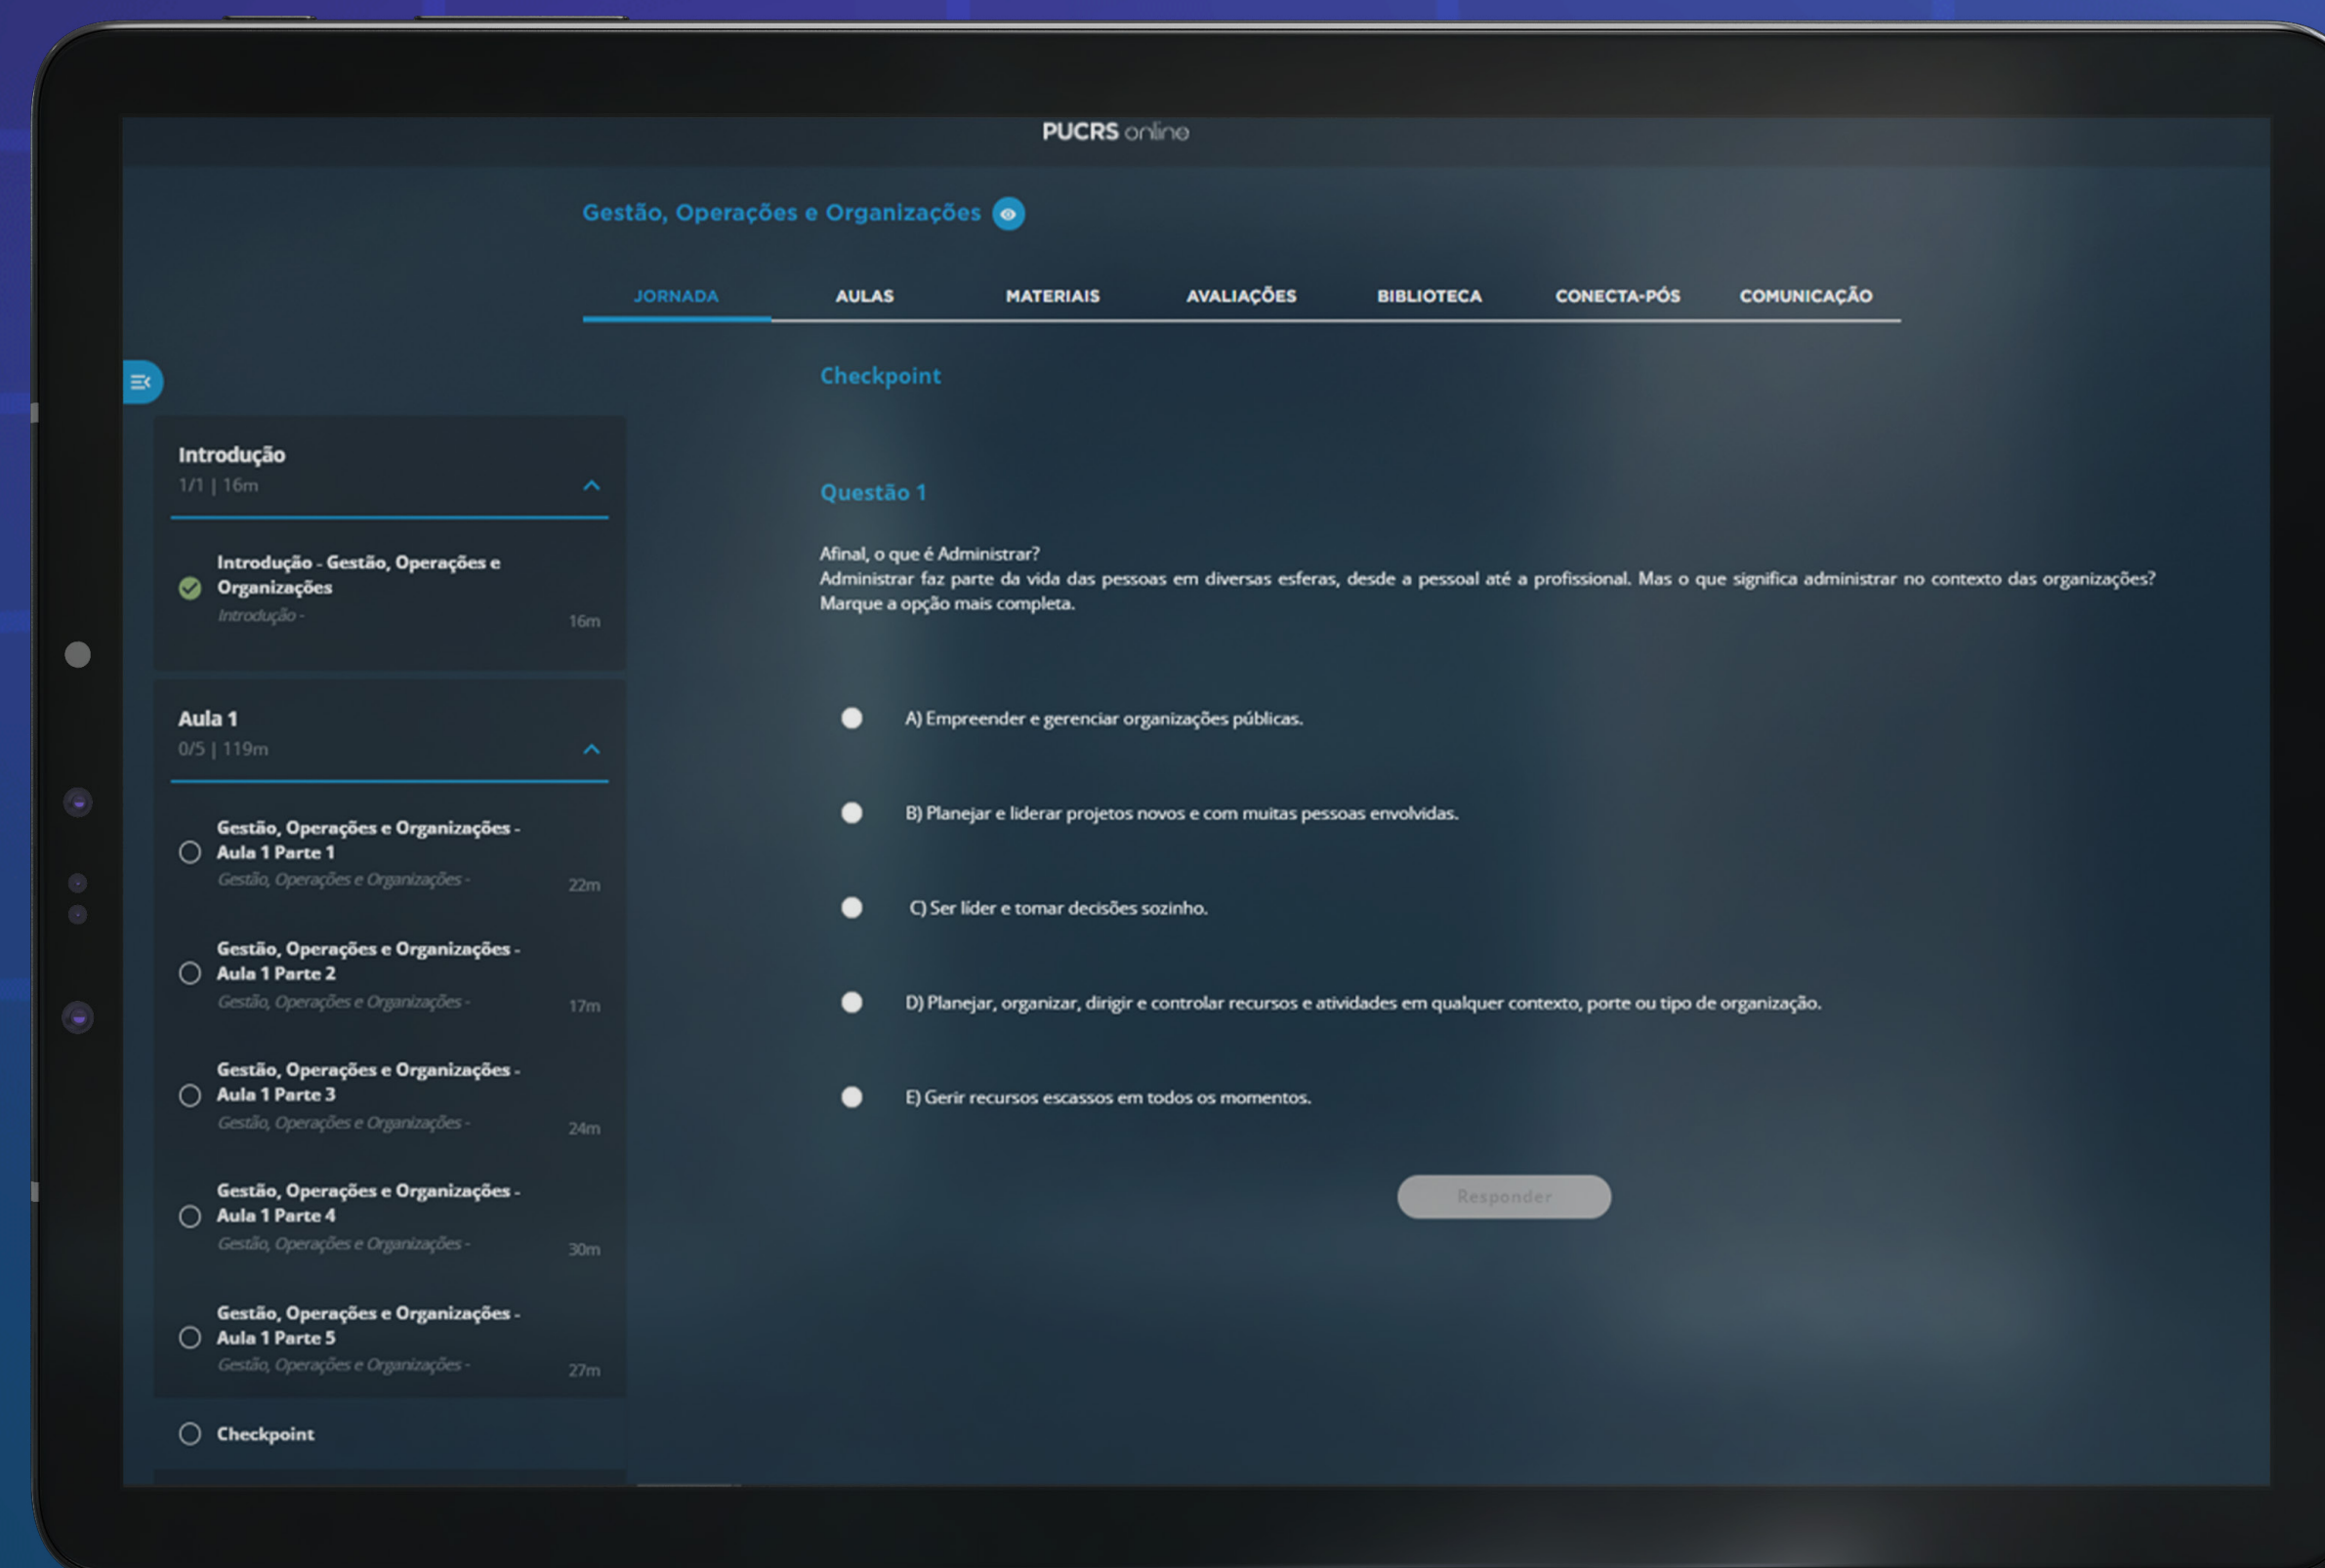 PUCRS online
Gestão, Operações e Organizações
JORNADA AULAS MATERIAIS AVALIAÇÕES BIBLIOTECA CONECTA-PÓS COMUNICAÇÃO
Introdução
1/1 | 16m
Introdução - Gestão, Operações e
Organizações
Introdução -
16m
Aula 1
0/5 | 119m
Gestão, Operações e Organizações -
Aula 1 Parte 1
Gestão, Operações e Organizações -
22m
Gestão, Operações e Organizações -
Aula 1 Parte 2
Gestão, Operações e Organizações -
17m
Gestão, Operações e Organizações -
Aula 1 Parte 3
Gestão, Operações e Organizações -
24m
Gestão, Operações e Organizações -
Aula 1 Parte 4
Gestão, Operações e Organizações -
30m
Gestão, Operações e Organizações -
Aula 1 Parte 5
Gestão, Operações e Organizações -
27m
Checkpoint
Checkpoint
Questão 1
Afinal, o que é Administrar?
Administrar faz parte da vida das pessoas em diversas esferas, desde a pessoal até a profissional. Mas o que significa administrar no contexto das organizações?
Marque a opção mais completa.
A) Empreender e gerenciar organizações públicas.
B) Planejar e liderar projetos novos e com muitas pessoas envolvidas.
C) Ser líder e tomar decisões sozinho.
D) Planejar, organizar, dirigir e controlar recursos e atividades em qualquer contexto, porte ou tipo de organização.
E) Gerir recursos escassos em todos os momentos.
Responder